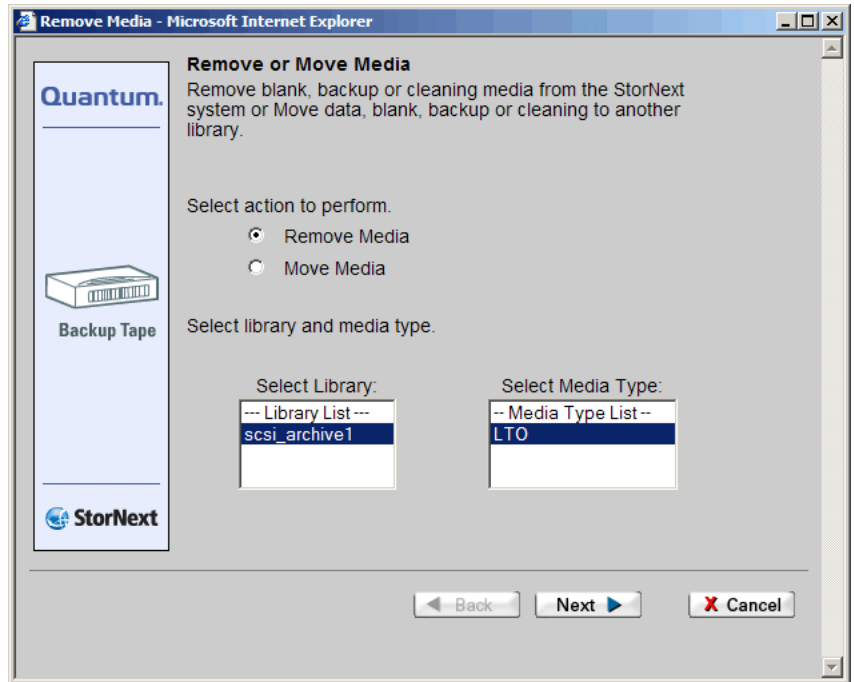 Remove Media - Microsoft Internet Explorer
Quantum.
Backup Tape
StorNext
Remove or Move Media
Remove blank, backup or cleaning media from the StorNext
system or Move data, blank, backup or cleaning to another
library.
Select action to perform.
Remove Media
Move Media
Select library and media type.
Select Library:
--- Library List ---
scsi_archive1
Select Media Type:
-- Media Type List --
LTO
Back
Next
X Cancel